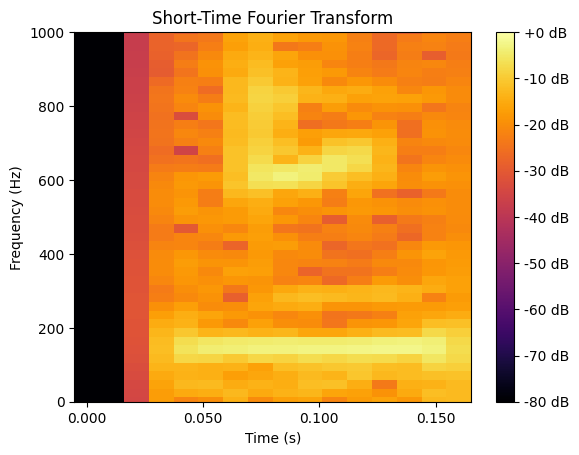 Short-Time Fourier Transform
1000
800
600
400
200
0
Frequency (Hz)
0.000
0.050
0.100
0.150
Time (s)
+0 dB
-10 dB
-20 dB
-30 dB
-40 dB
-50 dB
-60 dB
-70 dB
-80 dB